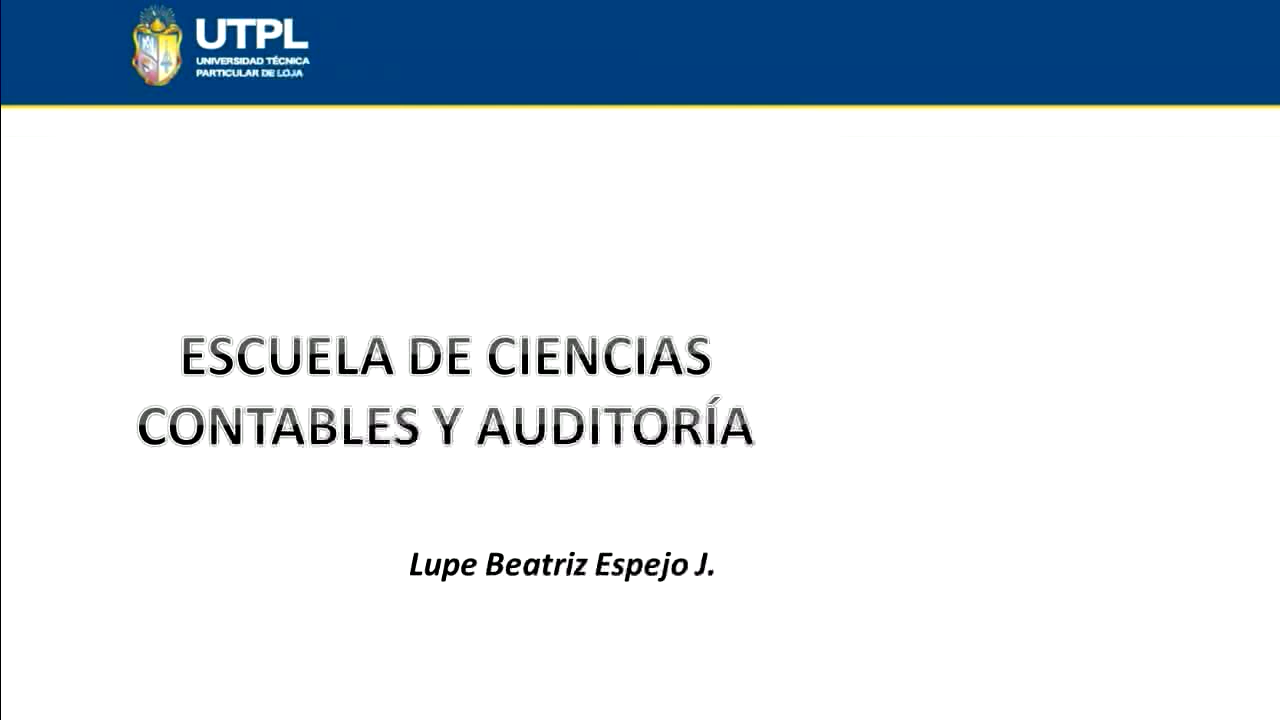 UTPL
UNIVERSIDAD TÉCNICA
PARTICULAR DE LOJA
ESCUELA DE CIENCIAS
CONTABLES Y AUDITORÍA
Lupe Beatriz Espejo J.